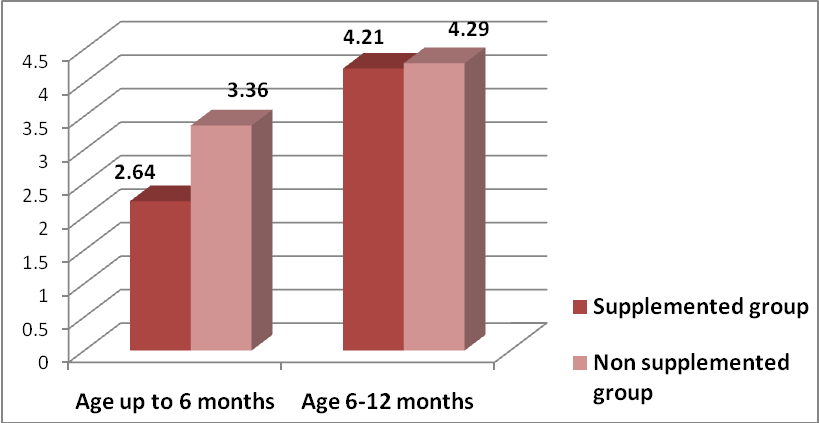 4.5
4
3.5
3
2.5
2
1.5
1
0.5
0
2.64
3.36
4.21
4.29
Age up to 6 months
Age 6-12 months
Supplemented group
Non supplemented
group